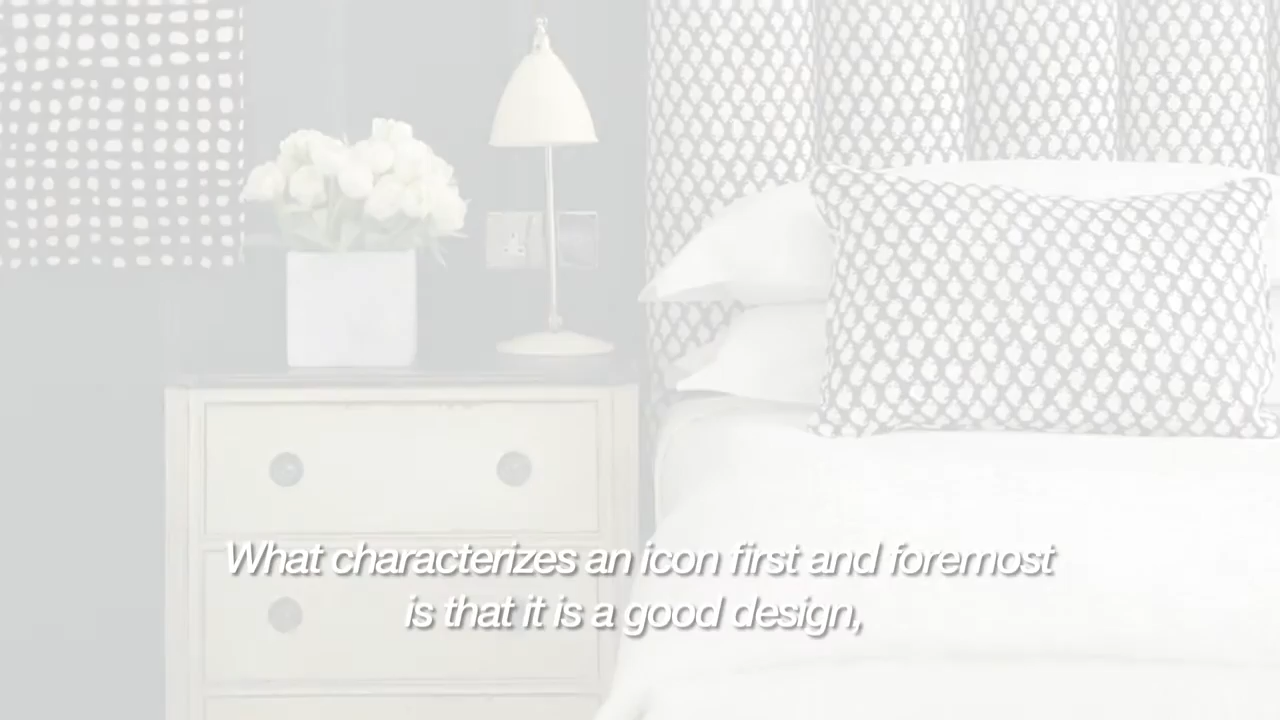 What characterizes an icon first and foremost
is that it is a good design,